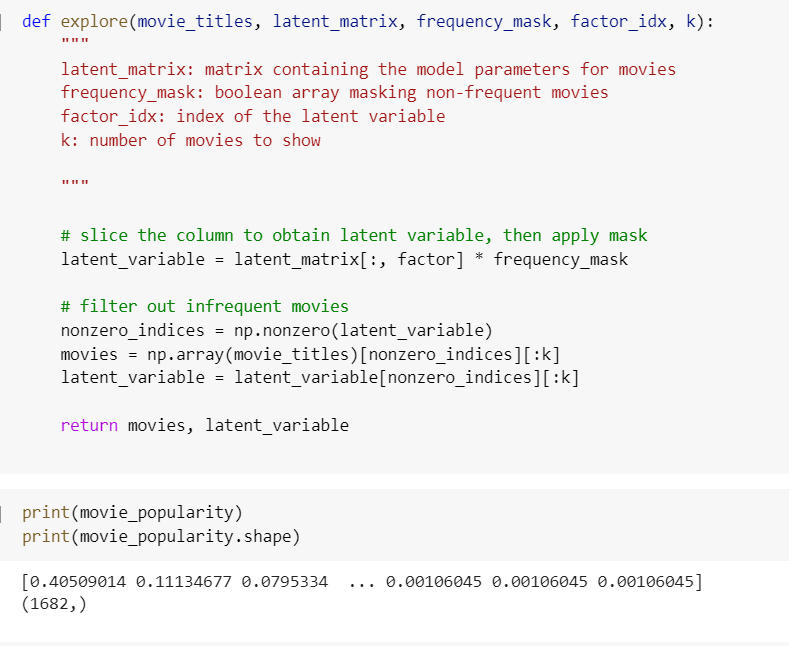 def explore(movie_titles, latent_matrix, frequency_mask, factor_idx, k):
"""
latent_matrix: matrix containing the model parameters for movies
frequency_mask: boolean array masking non-frequent movies
factor_idx: index of the latent variable
k: number of movies to show
"""
# slice the column to obtain latent variable, then apply mask
latent_variable = latent_matrix[:, factor] * frequency_mask
# filter out infrequent movies
nonzero_indices = np.nonzero(latent_variable)
movies = np.array(movie_titles)[nonzero_indices][:k]
latent_variable = latent_variable[nonzero_indices][:k]
return movies, latent_variable
print(movie_popularity)
print(movie_popularity.shape)
[0.40509014 0.11134677 0.0795334  ... 0.00106045 0.00106045 0.00106045]
(1682,)